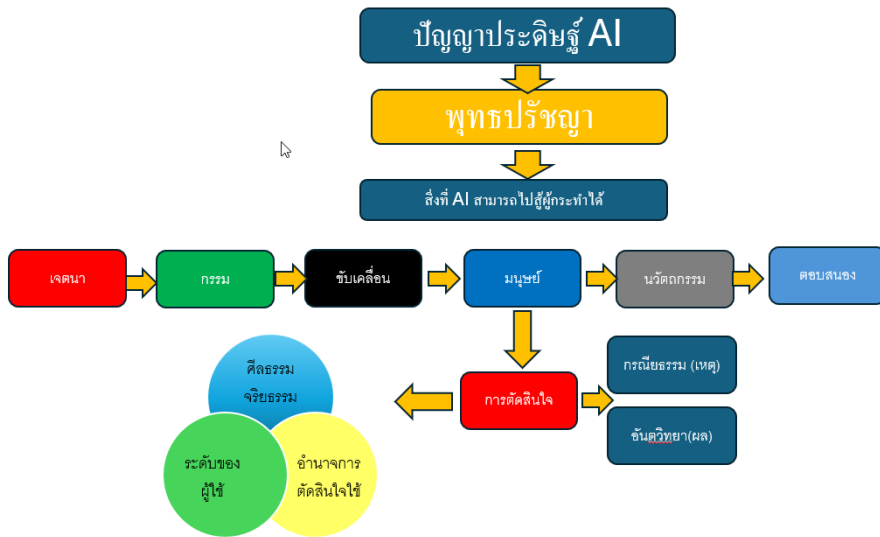 ปัญญาประดิษฐ์ AI
พุทธปรัชญา
สิ่งที่ AI สามารถไปสู้ผู้กระทำได้
เจตนา
กรรม
ขับเคลื่อน
มนุษย์
นวัตถกรรม
ตอบสนอง
ศีลธรรม
จริยธรรม
ระดับของ
ผู้ใช้
อำนาจการ
ตัดสินใจใช้
การตัดสินใจ
กรณียธรรม (เหตุ)
อันตวิทยา(ผล)